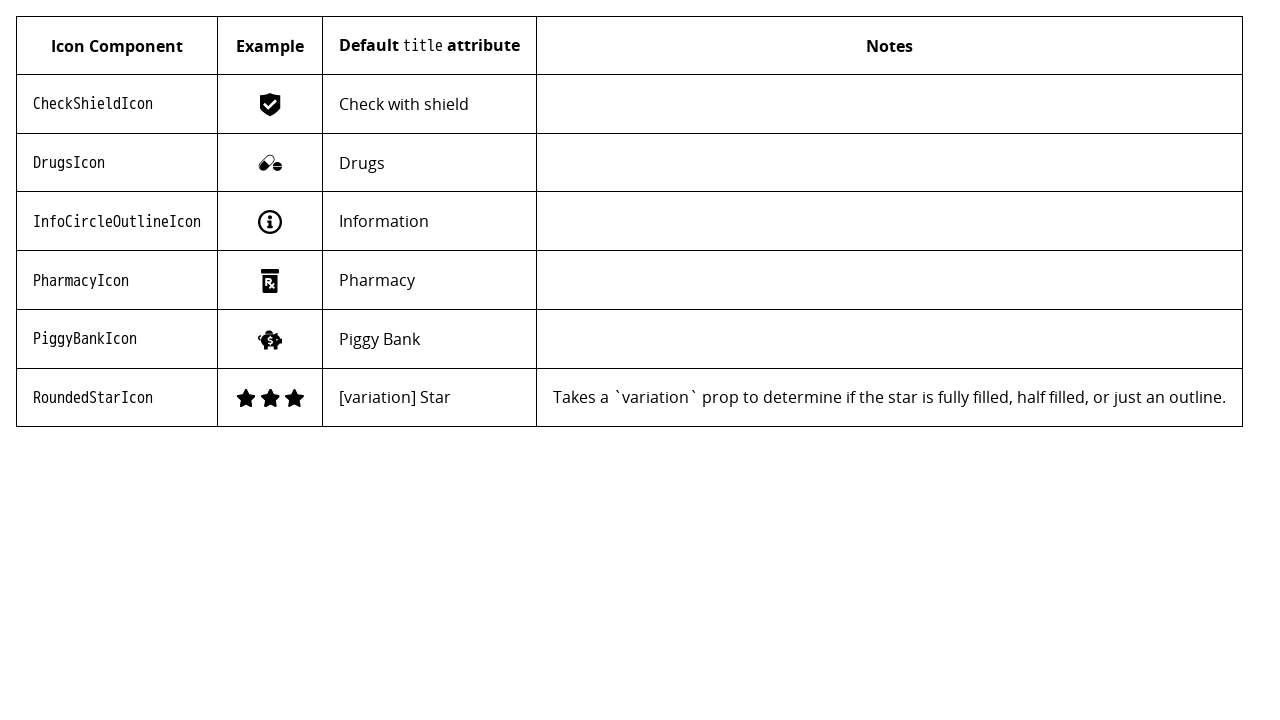 Icon Component Example Default title attribute Notes
CheckShieldIcon Check with shield
DrugsIcon Drugs
InfoCircleOutlineIcon Information
PharmacyIcon Pharmacy
PiggyBankIcon Piggy Bank
RoundedStarIcon [variation] Star Takes a `variation` prop to determine if the star is fully filled, half filled, or just an outline.